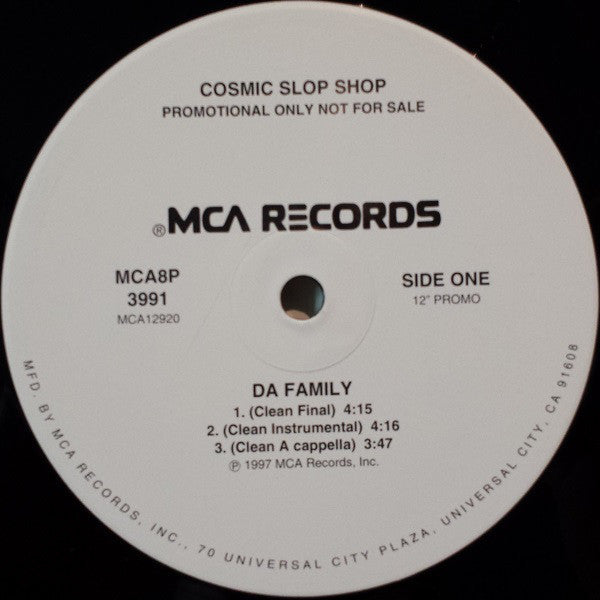 COSMIC SLOP SHOP
PROMOTIONAL ONLY NOT FOR SALE
®MCA RECORDS
MCA8P
3991
MCA12920
SIDE ONE
12" PROMO
DA FAMILY
1. (Clean Final) 4:15
2. (Clean Instrumental) 4:16
3. (Clean A cappella) 3:47
℗ 1997 MCA Records, Inc.
MFD. BY MCA RECORDS, INC., 70 UNIVERSAL CITY PLAZA, UNIVERSAL CITY, CA 91608